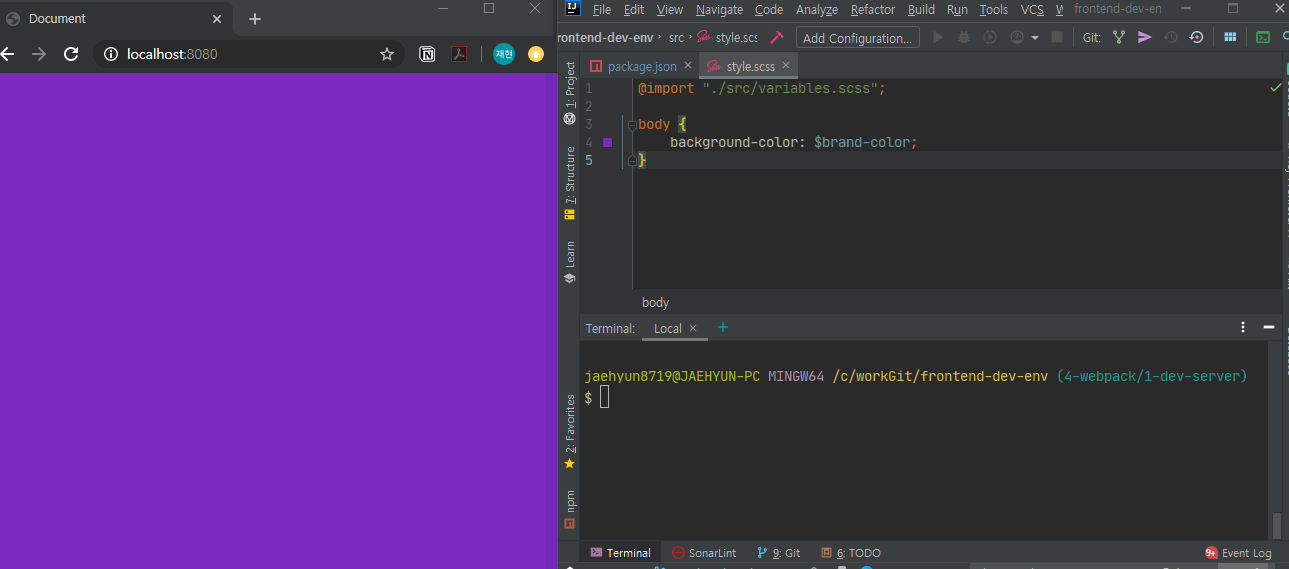 Document
localhost:8080
재현
File Edit View Navigate Code Analyze Refactor Build Run Tools VCS W frontend-dev-en
rontend-dev-env src style.sc Add Configuration... Git:
package.json style.scss
1 @import "./src/variables.scss";
2
3 body {
4 background-color: $brand-color;
5 }
body
1: Project
7: Structure
Learn
2: Favorites
npm
Terminal: Local
jaehyun8719@JAEHYUN-PC MINGW64 /c/workGit/frontend-dev-env (4-webpack/1-dev-server)
$
Terminal SonarLint 9: Git 6: TODO 9+ Event Log